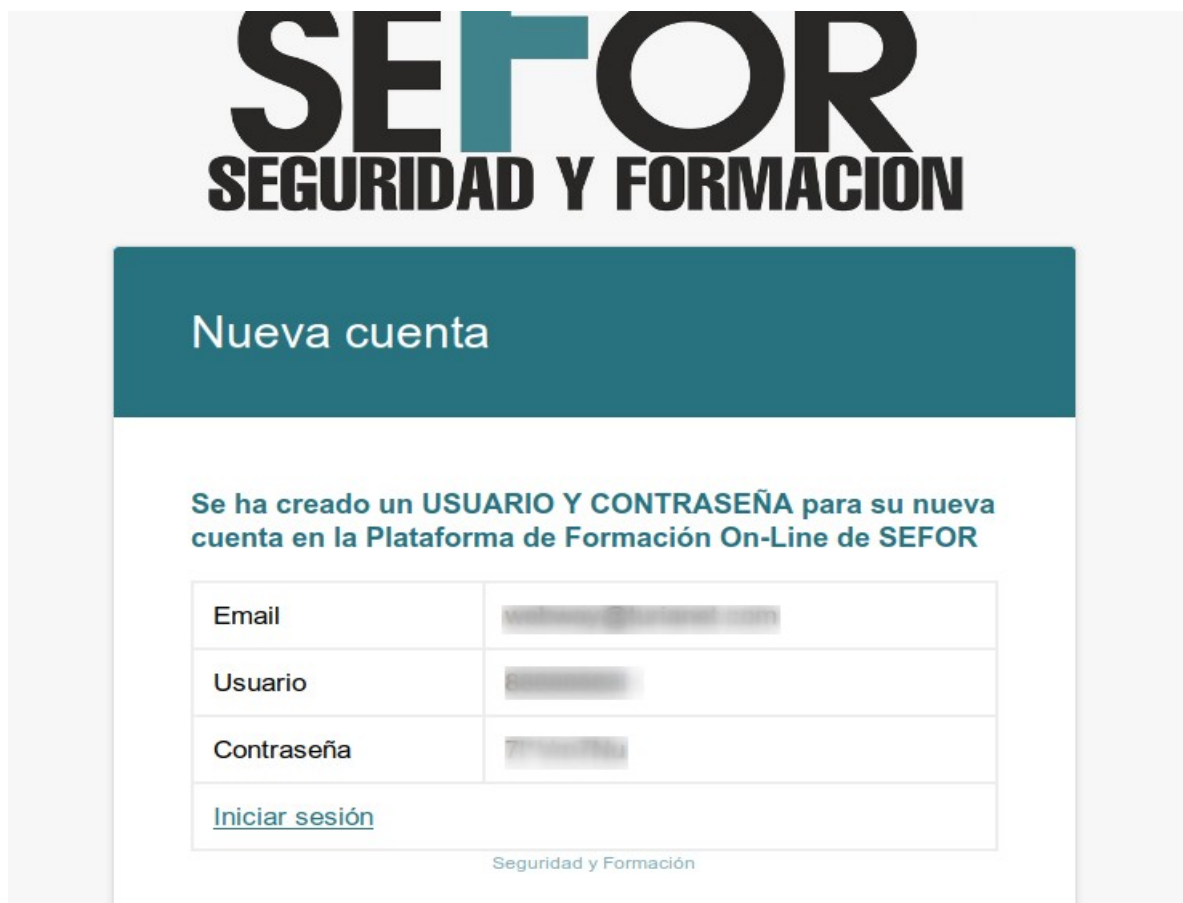 SEFOR
SEGURIDAD Y FORMACION
Nueva cuenta
Se ha creado un USUARIO Y CONTRASEÑA para su nueva
cuenta en la Plataforma de Formación On-Line de SEFOR
Email
Usuario
Contraseña
Iniciar sesión
Seguridad y Formación